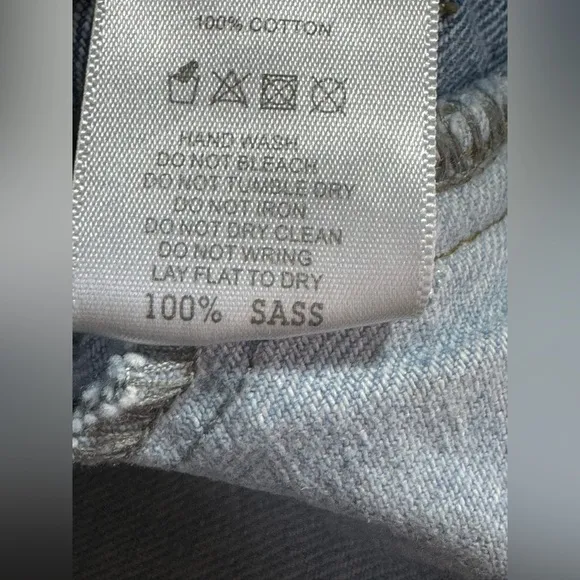 100% COTTON
HAND WASH
DO NOT BLEACH
DO NOT TUMBLE DRY
DO NOT IRON
DO NOT DRY CLEAN
DO NOT WRING
LAY FLAT TO DRY
100% SASS